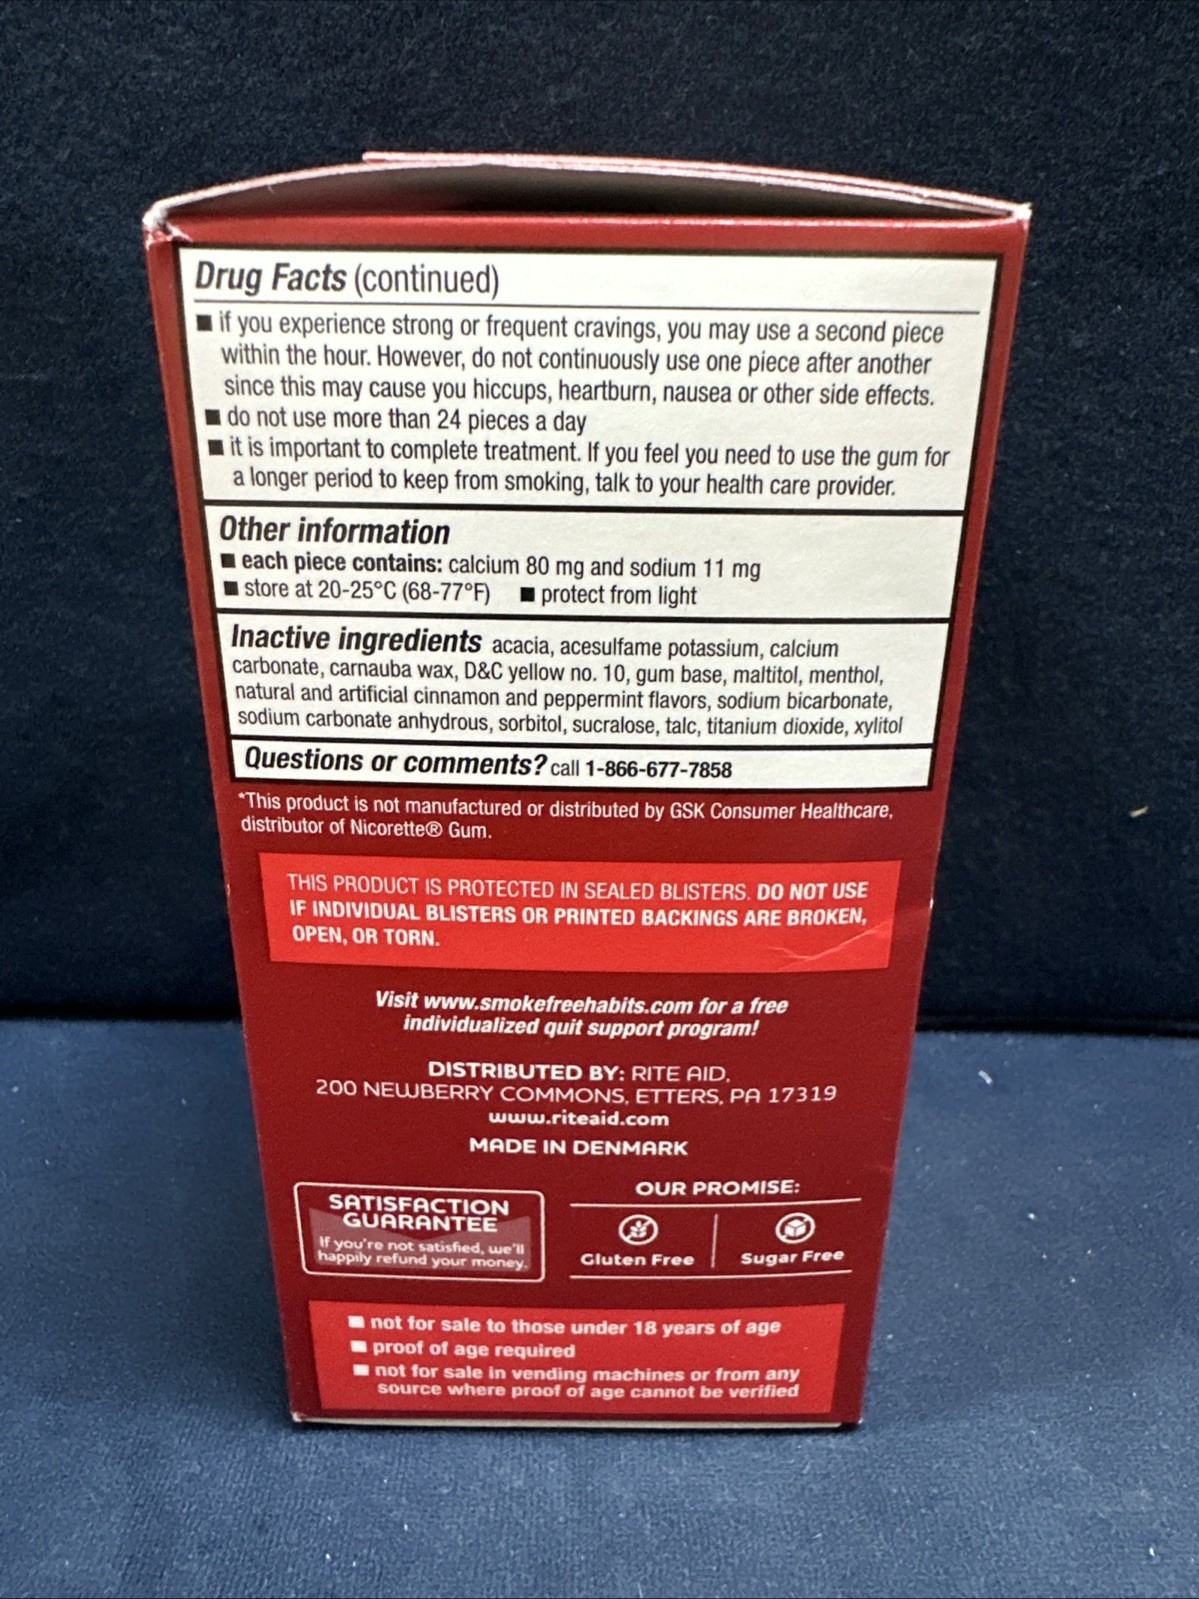 Drug Facts (continued)
■ if you experience strong or frequent cravings, you may use a second piece
within the hour. However, do not continuously use one piece after another
since this may cause you hiccups, heartburn, nausea or other side effects.
■ do not use more than 24 pieces a day
■ it is important to complete treatment. If you feel you need to use the gum for
a longer period to keep from smoking, talk to your health care provider.
Other information
■ each piece contains: calcium 80 mg and sodium 11 mg
■ store at 20-25°C (68-77°F) ■ protect from light
Inactive ingredients acacia, acesulfame potassium, calcium
carbonate, carnauba wax, D&C yellow no. 10, gum base, maltitol, menthol,
natural and artificial cinnamon and peppermint flavors, sodium bicarbonate,
sodium carbonate anhydrous, sorbitol, sucralose, talc, titanium dioxide, xylitol
Questions or comments? call 1-866-677-7858
*This product is not manufactured or distributed by GSK Consumer Healthcare,
distributor of Nicorette® Gum.
THIS PRODUCT IS PROTECTED IN SEALED BLISTERS. DO NOT USE
IF INDIVIDUAL BLISTERS OR PRINTED BACKINGS ARE BROKEN,
OPEN, OR TORN.
Visit www.smokefreehabits.com for a free
individualized quit support program!
DISTRIBUTED BY: RITE AID,
200 NEWBERRY COMMONS, ETTERS, PA 17319
www.riteaid.com
MADE IN DENMARK
SATISFACTION
GUARANTEE
If you're not satisfied, we'll
happily refund your money.
OUR PROMISE:
Gluten Free
Sugar Free
■ not for sale to those under 18 years of age
■ proof of age required
■ not for sale in vending machines or from any
source where proof of age cannot be verified